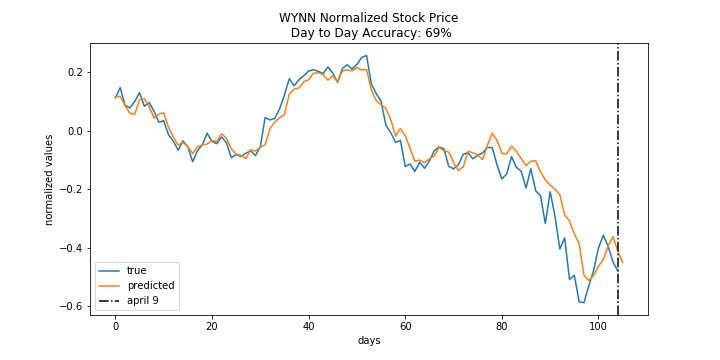 WYNN Normalized Stock Price
Day to Day Accuracy: 69%
normalized values
0.2
0.0
−0.2
−0.4
−0.6
true
predicted
april 9
0
20
40
60
80
100
days